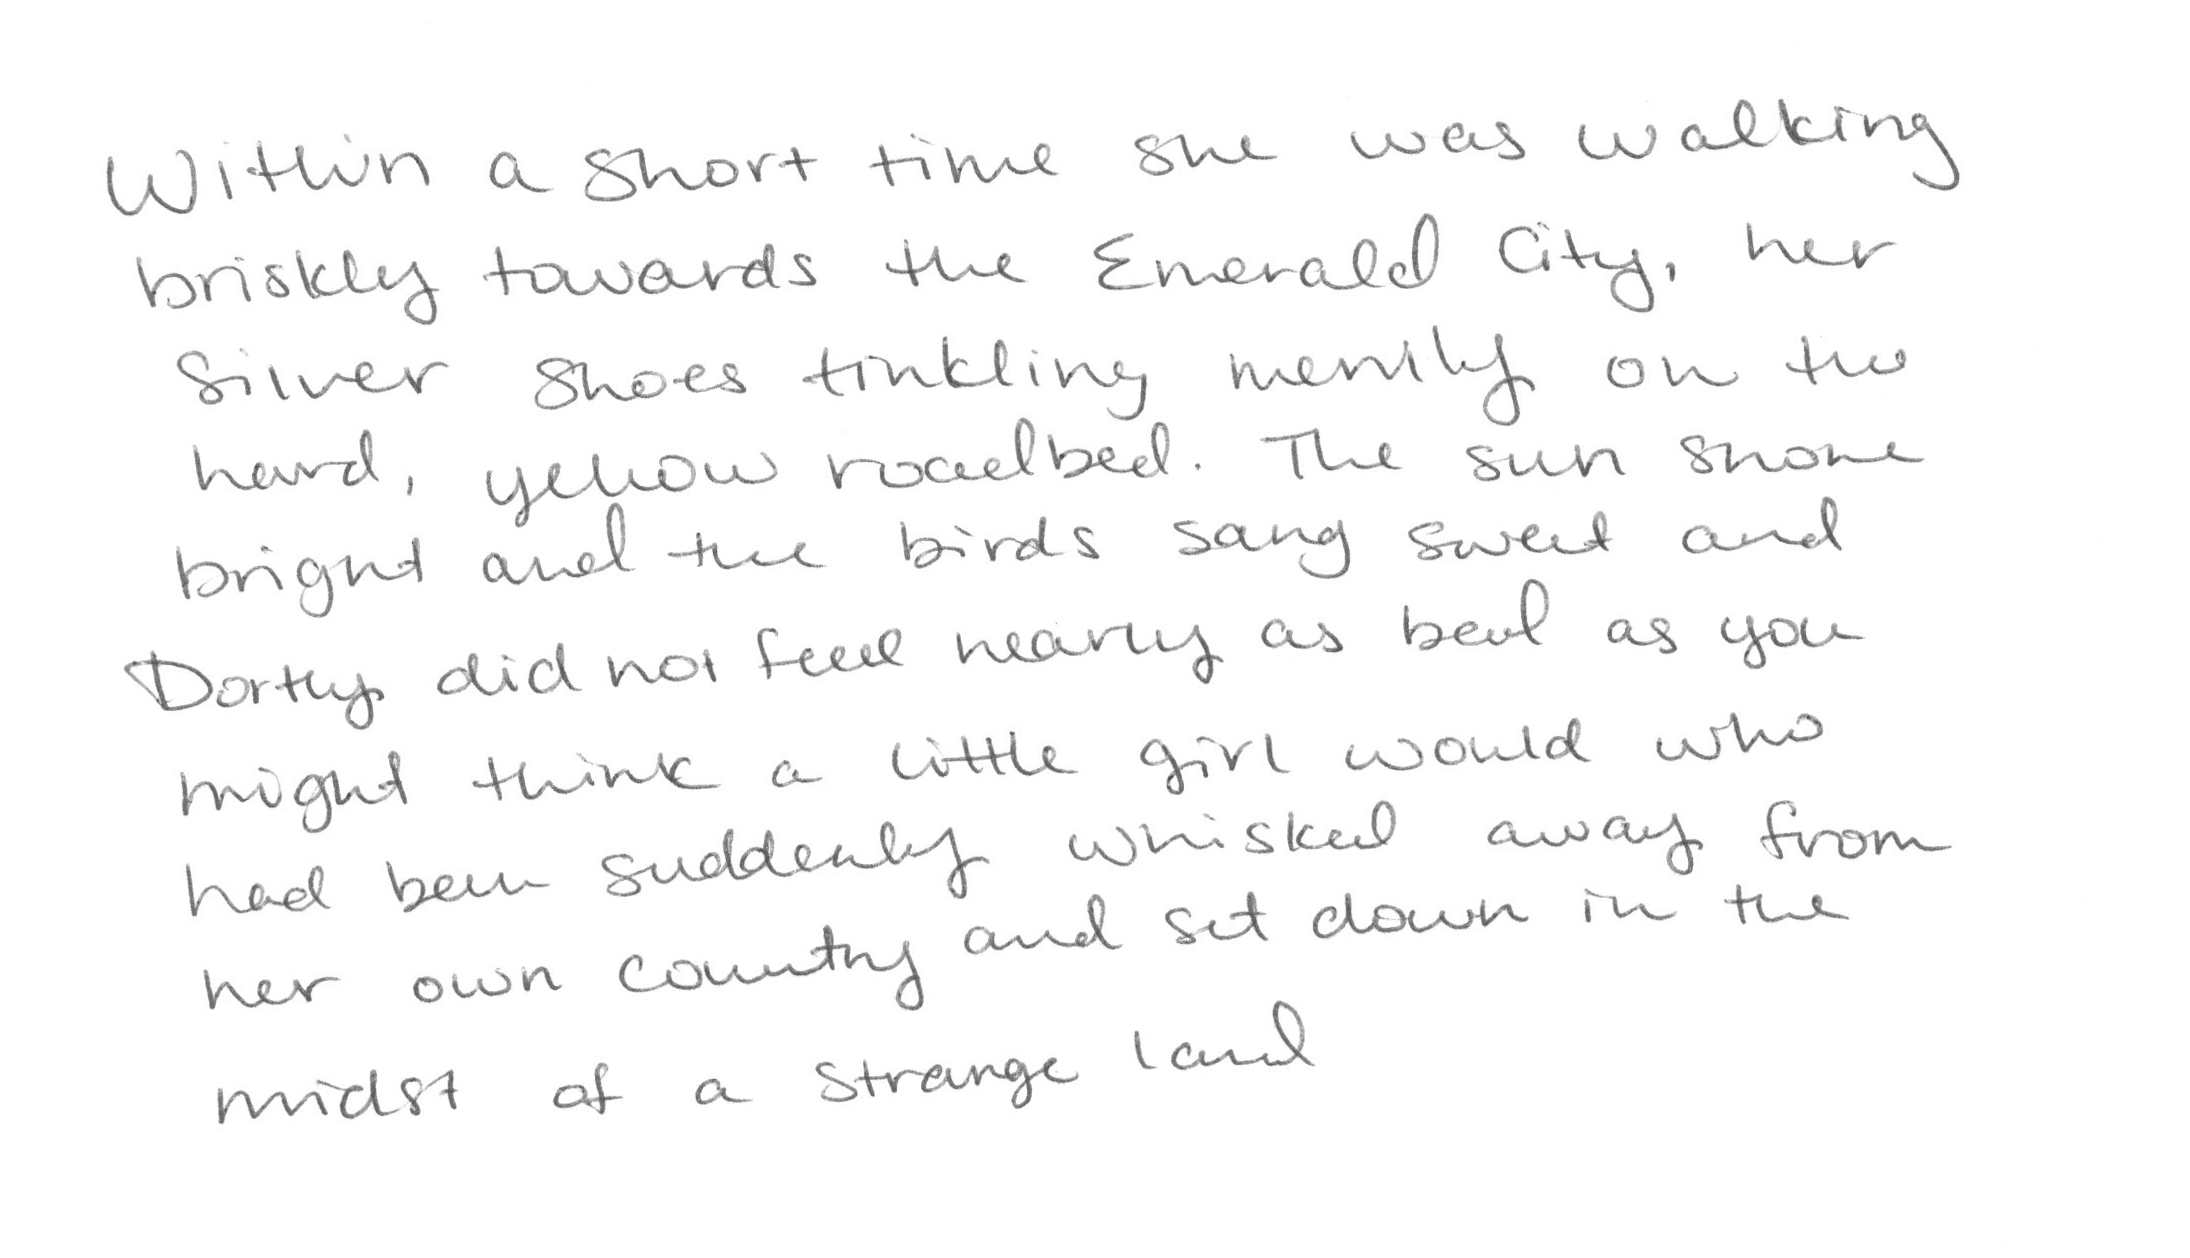 Within a short time she was walking
briskly towards the Emerald City, her
Silver Shoes tinkling merrily on the
hard, yellow roadbed. The sun shone
bright and the birds sang sweet and
Dorthy did not feel nearly as bad as you
might think a little girl would who
had been suddenly whisked away from
her own country and set down in the
midst of a strange land